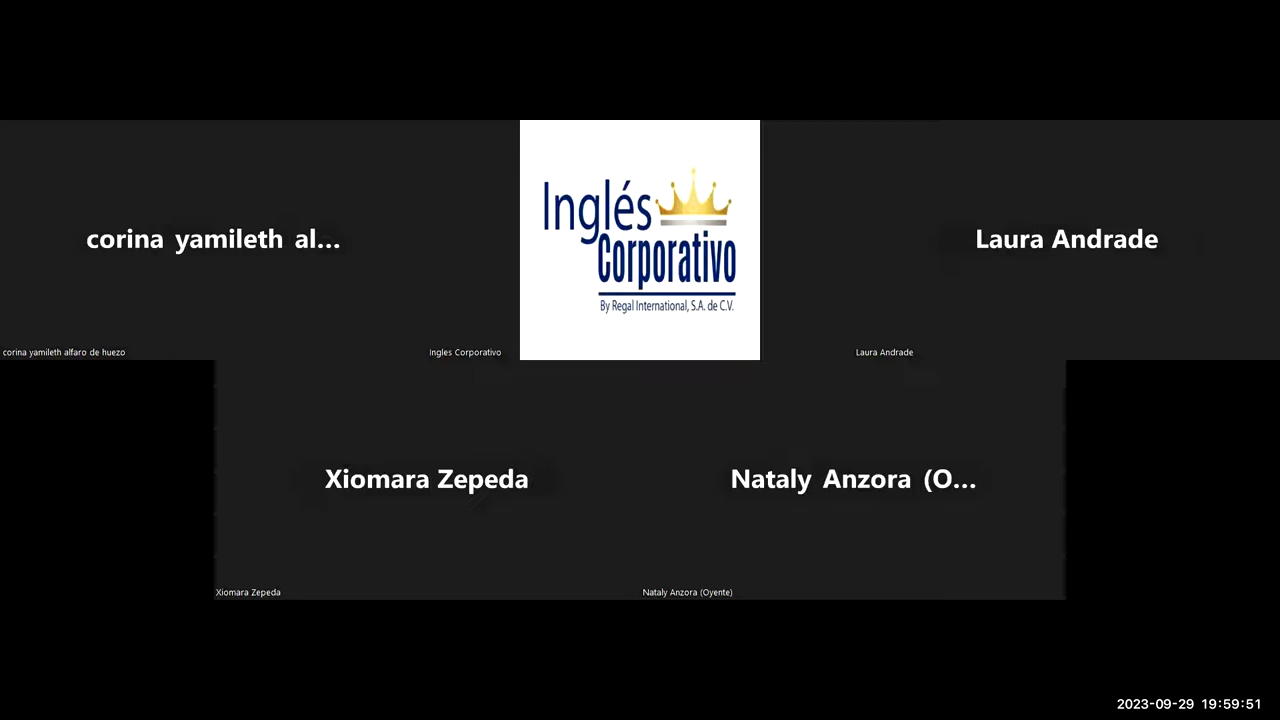 corina yamileth al...
Inglés
Corporativo
By Regal International, S.A. de C.V.
Laura Andrade
corina yamileth alfaro de huezo
Ingles Corporativo
Laura Andrade
Xiomara Zepeda
Nataly Anzora (O...
Xiomara Zepeda
Nataly Anzora (Oyente)
2023-09-29 19:59:51